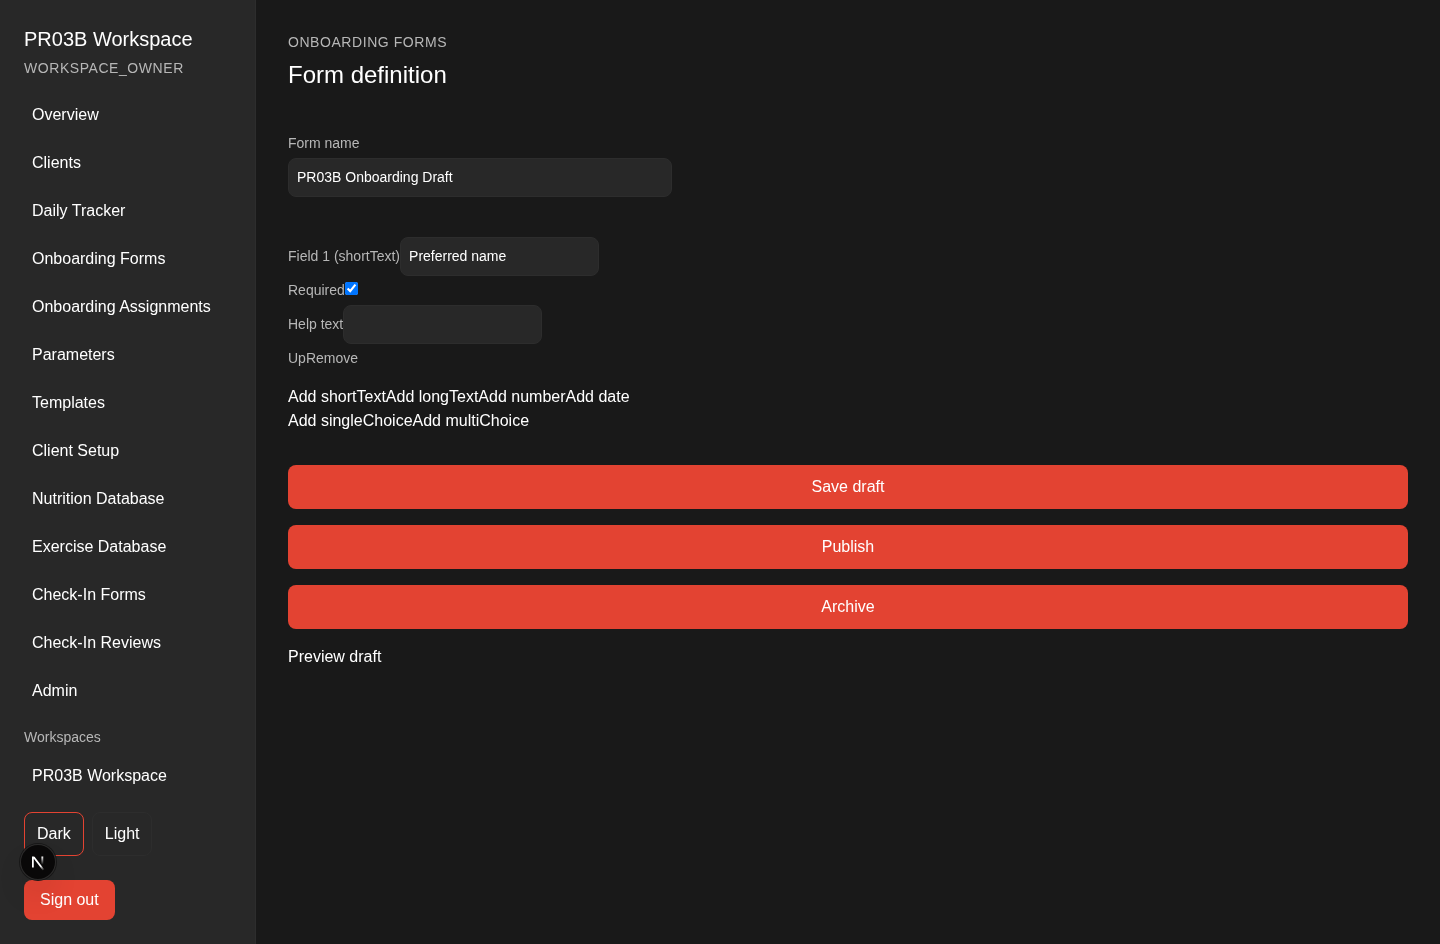 PR03B Workspace
WORKSPACE_OWNER
Overview
Clients
Daily Tracker
Onboarding Forms
Onboarding Assignments
Parameters
Templates
Client Setup
Nutrition Database
Exercise Database
Check-In Forms
Check-In Reviews
Admin
Workspaces
PR03B Workspace
Dark
Light
N
Sign out
ONBOARDING FORMS
Form definition
Form name
PR03B Onboarding Draft
Field 1 (shortText) Preferred name
Required
Help text
UpRemove
Add shortTextAdd longTextAdd numberAdd date
Add singleChoiceAdd multiChoice
Save draft
Publish
Archive
Preview draft